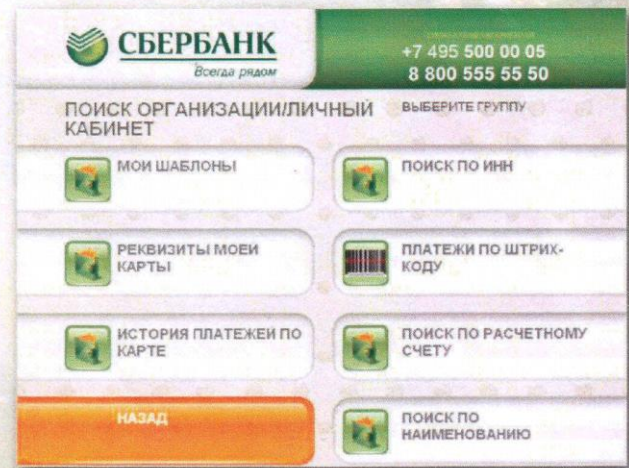 СБЕРБАНК
Всегда рядом
+7 495 500 00 05
8 800 555 55 50
ПОИСК ОРГАНИЗАЦИИ/ЛИЧНЫЙ
КАБИНЕТ
ВЫБЕРИТЕ ГРУППУ
МОИ ШАБЛОНЫ
ПОИСК ПО ИНН
РЕКВИЗИТЫ МОЕЙ
КАРТЫ
ПЛАТЕЖИ ПО ШТРИХ-
КОДУ
ИСТОРИЯ ПЛАТЕЖЕЙ ПО
КАРТЕ
ПОИСК ПО РАСЧЕТНОМУ
СЧЕТУ
НАЗАД
ПОИСК ПО
НАИМЕНОВАНИЮ